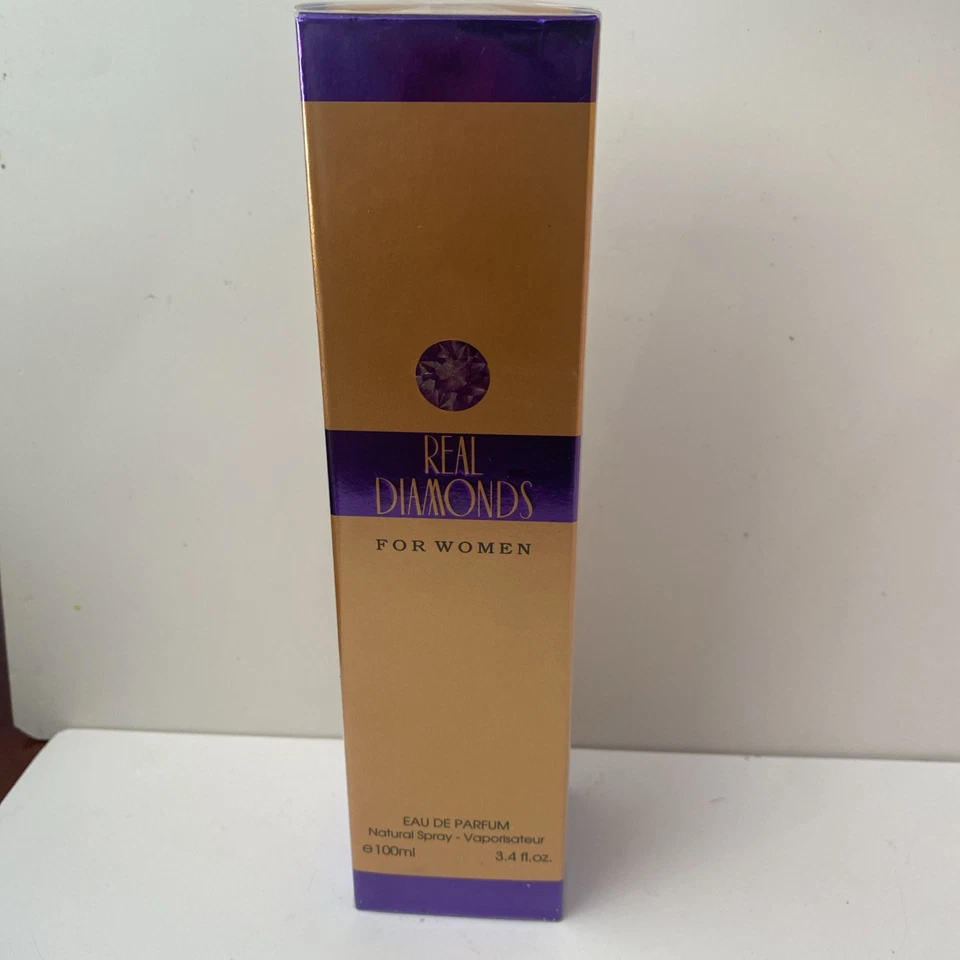 REAL
DIAMONDS
FOR WOMEN
EAU DE PARFUM
Natural Spray - Vaporisateur
℮100ml 3.4 fl.oz.